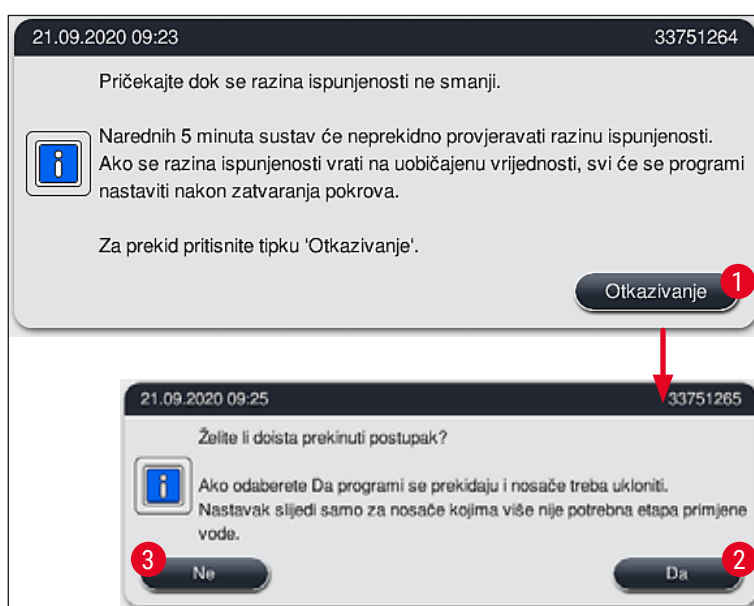 21.09.2020 09:23 33751264
Pričekajte dok se razina ispunjenosti ne smanji.
Narednih 5 minuta sustav će neprekidno provjeravati razinu ispunjenosti.
Ako se razina ispunjenosti vrati na uobičajenu vrijednosti, svi će se programi
nastaviti nakon zatvaranja pokrova.
Za prekid pritisnite tipku 'Otkazivanje'.
Otkazivanje 1
21.09.2020 09:25 33751265
Želite li doista prekinuti postupak?
Ako odaberete Da programi se prekidaju i nosače treba ukloniti.
Nastavak slijedi samo za nosače kojima više nije potrebna etapa primjene
vode.
3 Ne Da 2